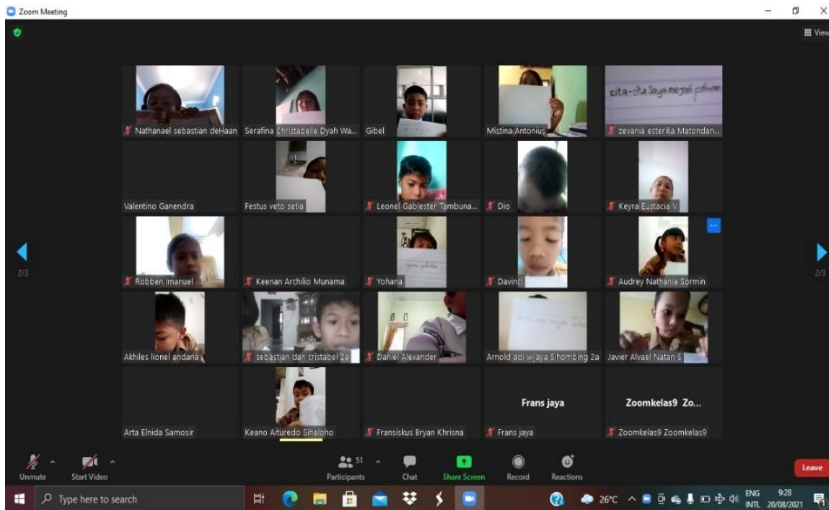 Zoom Meeting
View
cita-cita Saya
Nathanael sebastian deHaan
Serafina Christabelle Dyah Wa...
Gibel
Mistina Antonius
zevania esterika Matondan...
Valentino Ganendra
Festus veto setia
Leonel Gablester Tambuna...
Dio
Keyra Eustacia V
2/3
2/3
Robben Imanuel
Keenan Archilio Munama
Yohana
Davinci
Audrey Nathania Sormin
Akhiles lionel andana
sebastian dan cristabel 2a
Daniel Alexander
Arnold adi wijaya Sihombing 2a
Javier Alvael Natan S
Frans jaya
Zoomkelas9 Zo...
Arta Elnida Samosir
Keano Aituredo Sihaloho
Fransiskus Bryan Khrisna
Frans jaya
Zoomkelas9 Zoomkelas9
51
Unmute
Start Video
Participants
Chat
Share Screen
Record
Reactions
Leave
Type here to search
26°C
ENG
INTL
9:28
20/08/2021